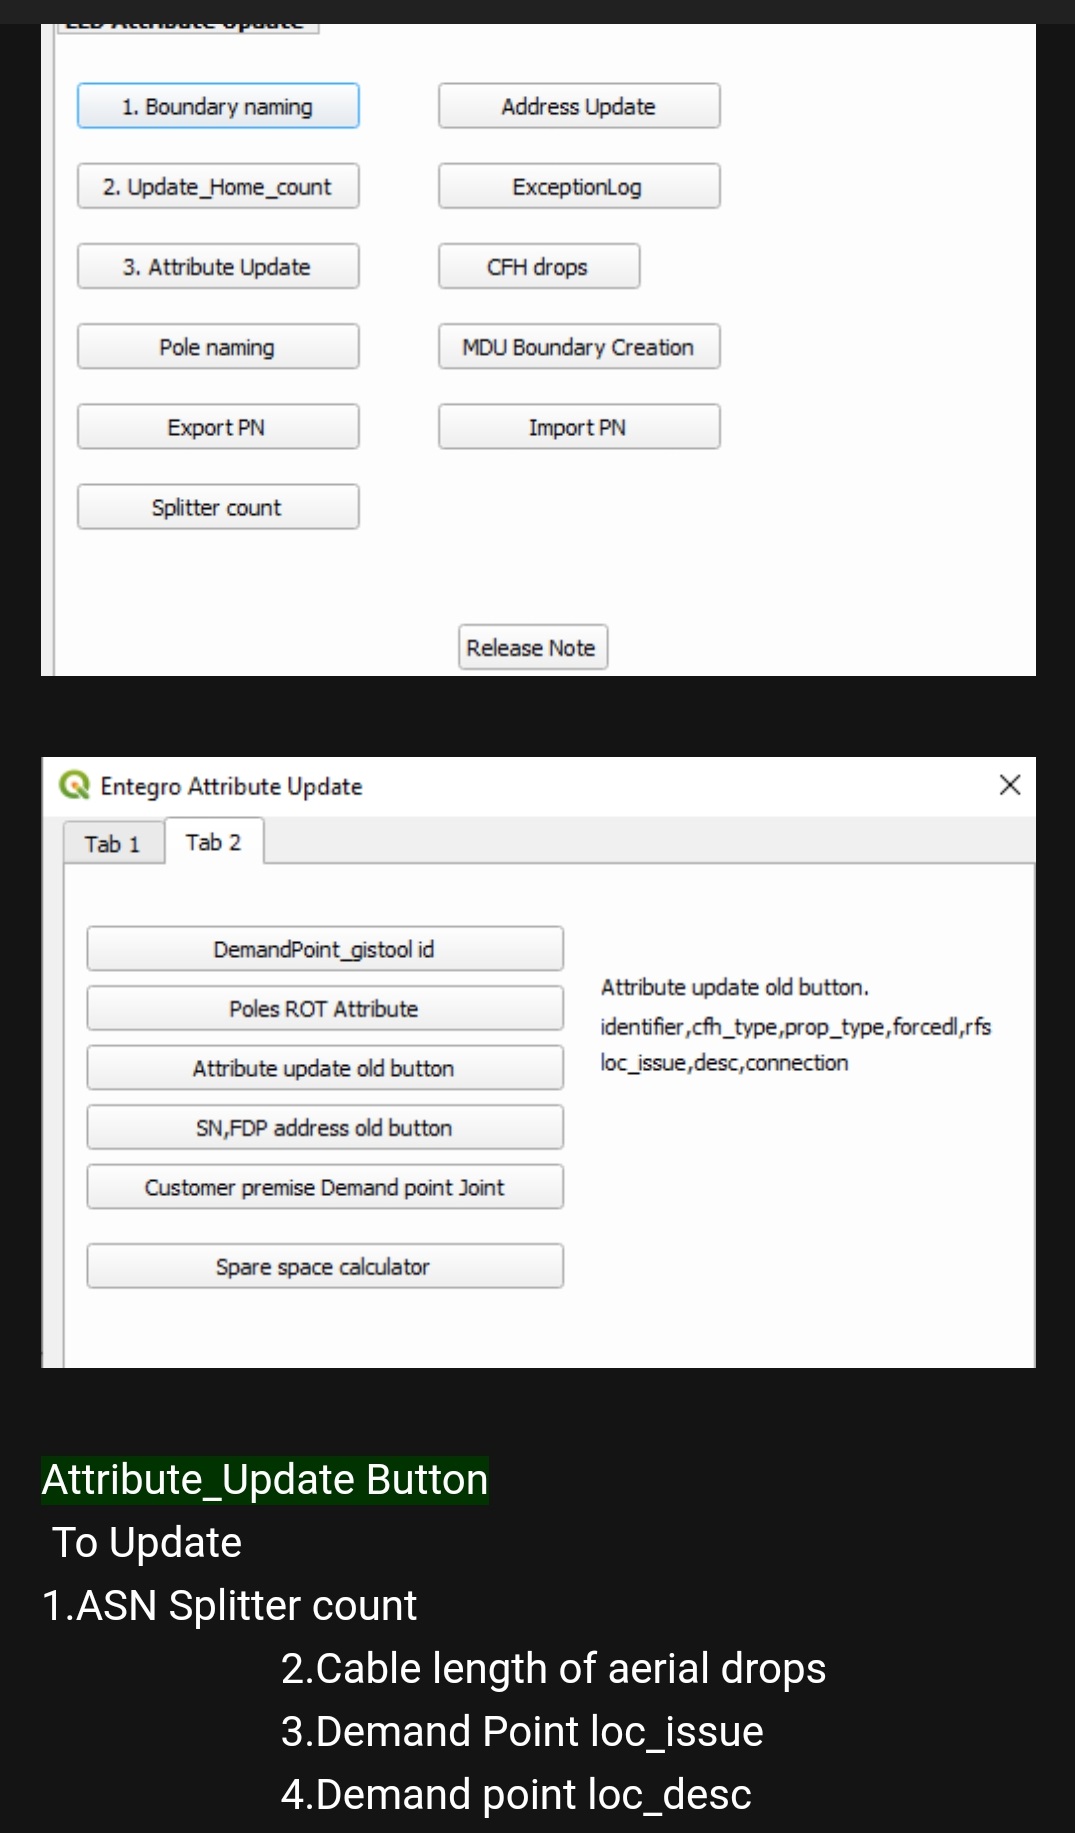 1. Boundary naming
Address Update
2. Update_Home_count
ExceptionLog
3. Attribute Update
CFH drops
Pole naming
MDU Boundary Creation
Export PN
Import PN
Splitter count
Release Note
Entegro Attribute Update
Tab 1
Tab 2
DemandPoint_gistool id
Poles ROT Attribute
Attribute update old button
SN,FDP address old button
Customer premise Demand point Joint
Spare space calculator
Attribute update old button.
identifier,cfh_type,prop_type,forcedl,rfs
loc_issue,desc,connection
Attribute_Update Button
To Update
1.ASN Splitter count
2.Cable length of aerial drops
3.Demand Point loc_issue
4.Demand point loc_desc